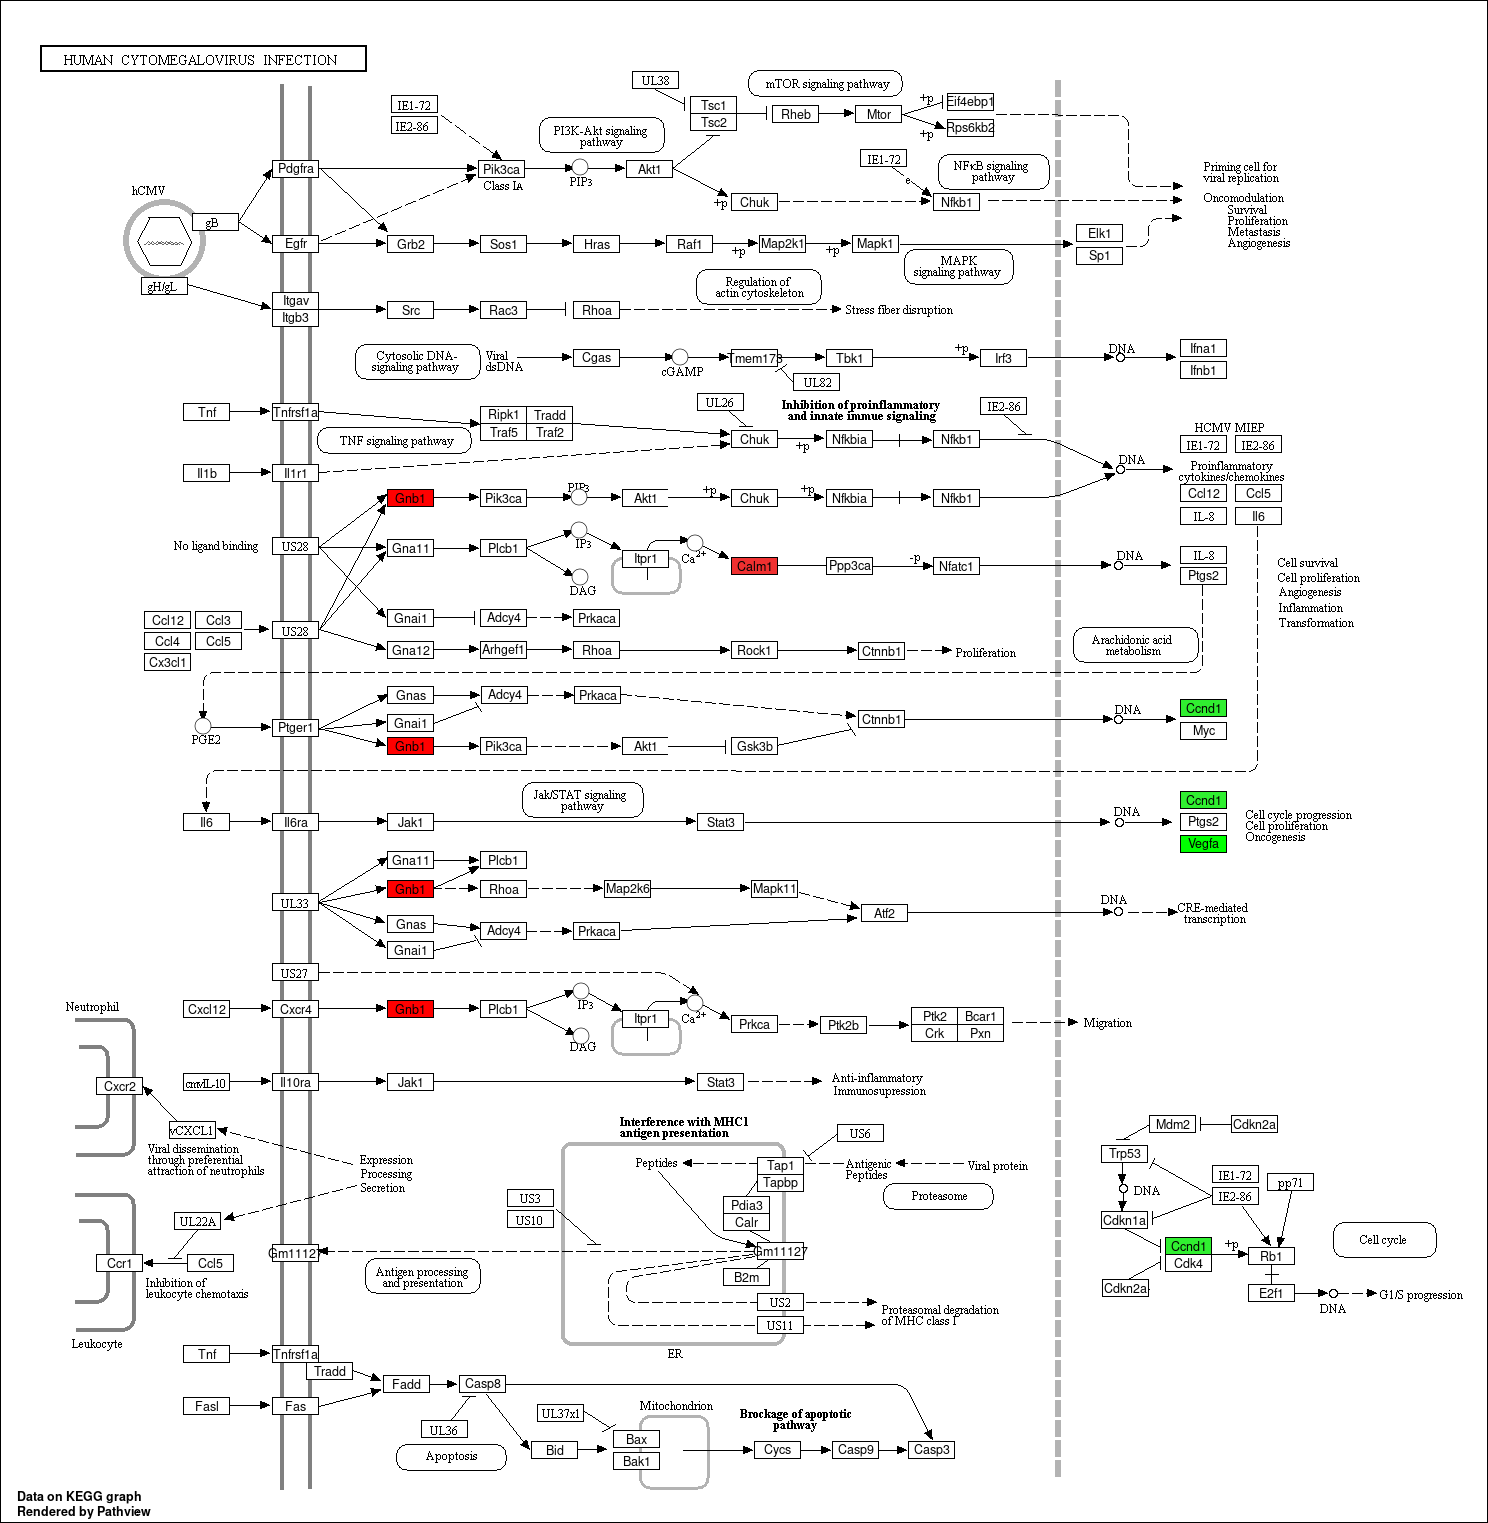 HUMAN CYTOMEGALOVIRUS INFECTION
UL38
mTOR signaling pathway
IE1-72
IE2-86
Tsc1
Tsc2
Rheb
Mtor
+p
Eif4ebp1
Rps6kb2
+p
PI3K-Akt signaling
pathway
Pdgfra
Pik3ca
Class IA
PIP3
Akt1
IE1-72
NFκB signaling
pathway
Priming cell for
viral replication
hCMV
gB
e
+p
Chuk
Nfkb1
Oncomodulation
Survival
Proliferation
Metastasis
Angiogenesis
Egfr
Grb2
Sos1
Hras
Raf1
+p
Map2k1
+p
Mapk1
Elk1
Sp1
MAPK
signaling pathway
gH/gL
Regulation of
actin cytoskeleton
Itgav
Itgb3
Src
Rac3
Rhoa
Stress fiber disruption
Cytosolic DNA-
signaling pathway
Viral
dsDNA
Cgas
cGAMP
Tmem173
Tbk1
+p
Irf3
DNA
Ifna1
Ifnb1
UL82
Tnf
Tnfrsf1a
TNF signaling pathway
Ripk1
Tradd
Traf5
Traf2
UL26
Inhibition of proinflammatory
and innate immue signaling
IE2-86
Chuk
+p
Nfkbia
Nfkb1
HCMV MIEP
IE1-72
IE2-86
DNA
Il1b
Il1r1
Proinflammatory
cytokines/chemokines
Ccl12
Ccl5
IL-8
Il6
Gnb1
Pik3ca
PIP3
Akt1
+p
Chuk
+p
Nfkbia
Nfkb1
No ligand binding
US28
Gna11
Plcb1
IP3
DAG
Itpr1
Ca2+
Calm1
Ppp3ca
-p
Nfatc1
DNA
IL-8
Ptgs2
Cell survival
Cell proliferation
Angiogenesis
Inflammation
Transformation
Ccl12
Ccl3
Ccl4
Ccl5
Cx3cl1
US28
Gnai1
Adcy4
Prkaca
Gna12
Arhgef1
Rhoa
Rock1
Ctnnb1
Proliferation
Arachidonic acid
metabolism
PGE2
Ptger1
Gnas
Adcy4
Prkaca
Gnai1
Gnb1
Pik3ca
Akt1
Gsk3b
Ctnnb1
DNA
Ccnd1
Myc
Jak/STAT signaling
pathway
Il6
Il6ra
Jak1
Stat3
DNA
Ccnd1
Ptgs2
Vegfa
Cell cycle progression
Cell proliferation
Oncogenesis
UL33
Gna11
Plcb1
Gnb1
Rhoa
Map2k6
Mapk11
Gnas
Adcy4
Prkaca
Gnai1
Atf2
DNA
CRE-mediated
transcription
US27
Cxcl12
Cxcr4
Gnb1
Plcb1
IP3
DAG
Itpr1
Ca2+
Prkca
Ptk2b
Ptk2
Bcar1
Crk
Pxn
Migration
Neutrophil
Cxcr2
cmvIL-10
Il10ra
Jak1
Stat3
Anti-inflammatory
Immunosupression
vCXCL1
Viral dissemination
through preferential
attraction of neutrophils
Expression
Processing
Secretion
UL22A
Ccr1
Ccl5
Inhibition of
leukocyte chemotaxis
Leukocyte
Interference with MHC1
antigen presentation
US6
Peptides
Tap1
Tapbp
Antigenic
Peptides
Viral protein
Proteasome
US3
US10
Pdia3
Calr
Gm11127
Gm11127
B2m
Antigen processing
and presentation
US2
US11
Proteasomal degradation
of MHC class I
ER
Mdm2
Cdkn2a
Trp53
DNA
IE1-72
IE2-86
pp71
Cdkn1a
Ccnd1
Cdk4
+p
Rb1
Cell cycle
Cdkn2a
E2f1
DNA
G1/S progression
Tnf
Tnfrsf1a
Tradd
Fadd
Casp8
Fasl
Fas
UL36
UL37x1
Mitochondrion
Brockage of apoptotic
pathway
Apoptosis
Bid
Bax
Bak1
Cycs
Casp9
Casp3
Data on KEGG graph
Rendered by Pathview